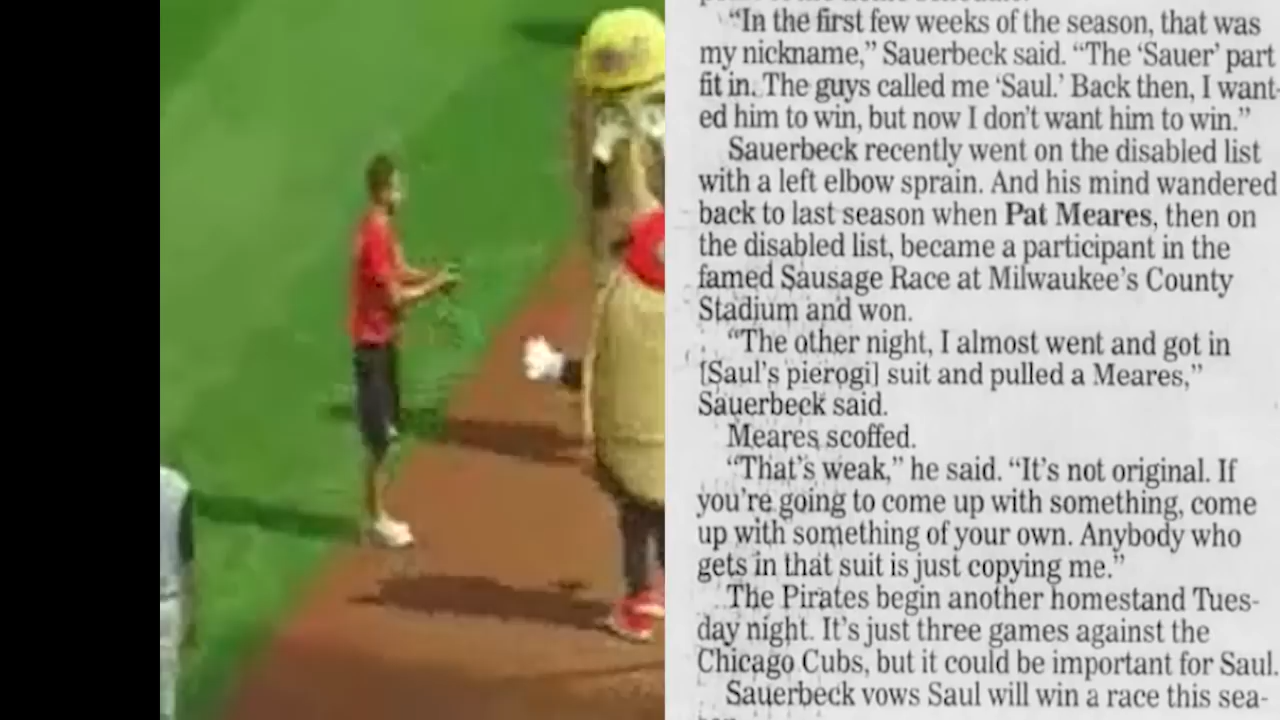 “In the first few weeks of the season, that was
my nickname,” Sauerbeck said. “The ‘Sauer’ part
fit in. The guys called me ‘Saul.’ Back then, I want-
ed him to win, but now I don’t want him to win.”
Sauerbeck recently went on the disabled list
with a left elbow sprain. And his mind wandered
back to last season when Pat Meares, then on
the disabled list, became a participant in the
famed Sausage Race at Milwaukee’s County
Stadium and won.
“The other night, I almost went and got in
[Saul’s pierogi] suit and pulled a Meares,”
Sauerbeck said.
Meares scoffed.
“That’s weak,” he said. “It’s not original. If
you’re going to come up with something, come
up with something of your own. Anybody who
gets in that suit is just copying me.”
The Pirates begin another homestand Tues-
day night. It’s just three games against the
Chicago Cubs, but it could be important for Saul.
Sauerbeck vows Saul will win a race this sea-